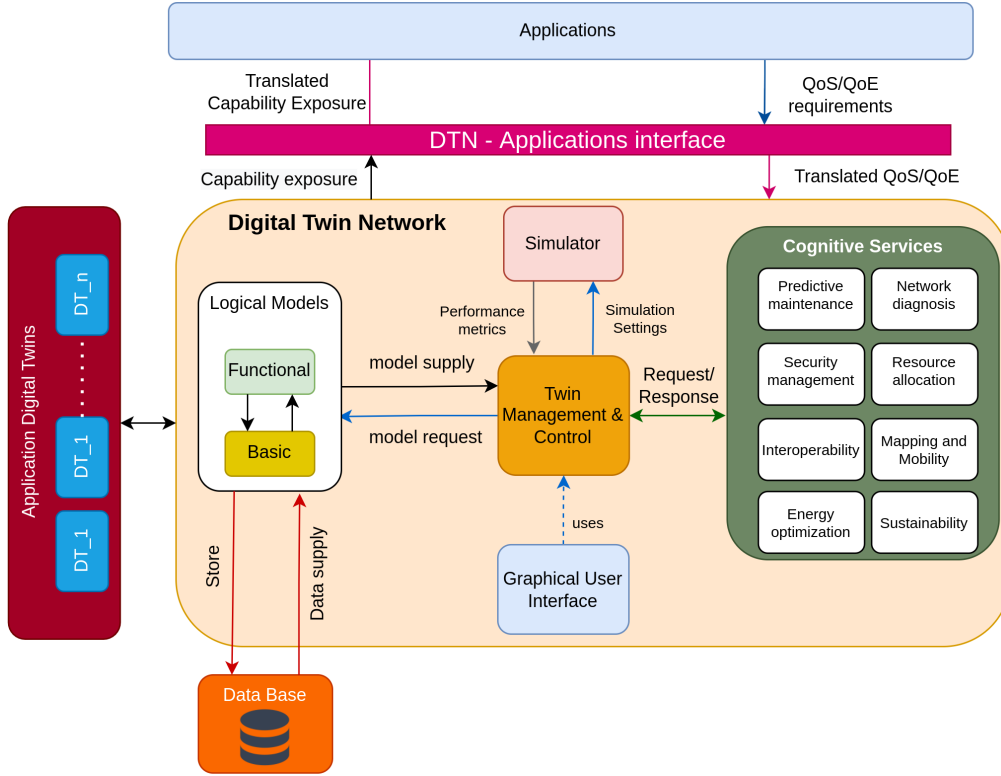 Applications
Translated
Capability Exposure
QoS/QoE
requirements
DTN - Applications interface
Capability exposure
Translated QoS/QoE
Digital Twin Network
Application Digital Twins
DT_n
DT_1
DT_1
Logical Models
Functional
Basic
Simulator
Performance
metrics
Simulation
Settings
model supply
model request
Twin
Management &
Control
Request/
Response
Cognitive Services
Predictive
maintenance
Network
diagnosis
Security
management
Resource
allocation
Interoperability
Mapping and
Mobility
Energy
optimization
Sustainability
uses
Graphical User
Interface
Store
Data supply
Data Base